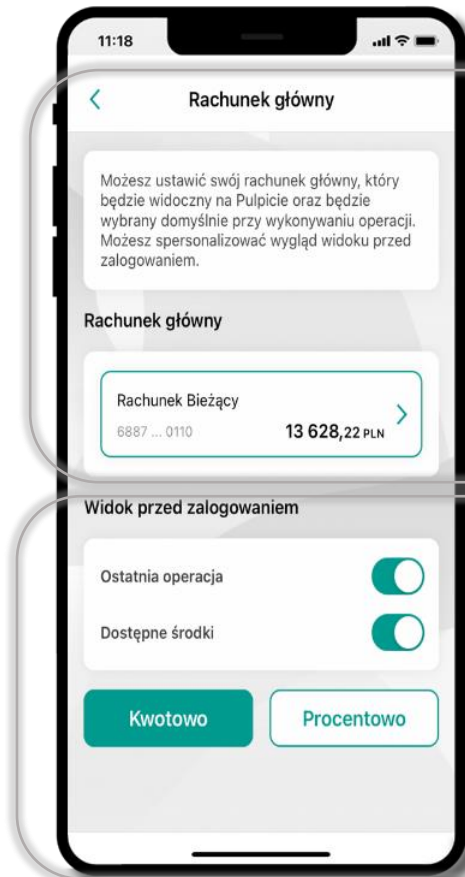 11:18
Rachunek główny
Możesz ustawić swój rachunek główny, który
będzie widoczny na Pulpicie oraz będzie
wybrany domyślnie przy wykonywaniu operacji.
Możesz spersonalizować wygląd widoku przed
zalogowaniem.
Rachunek główny
Rachunek Bieżący
6887 ... 0110 13 628,22 PLN
Widok przed zalogowaniem
Ostatnia operacja
Dostępne środki
Kwotowo Procentowo